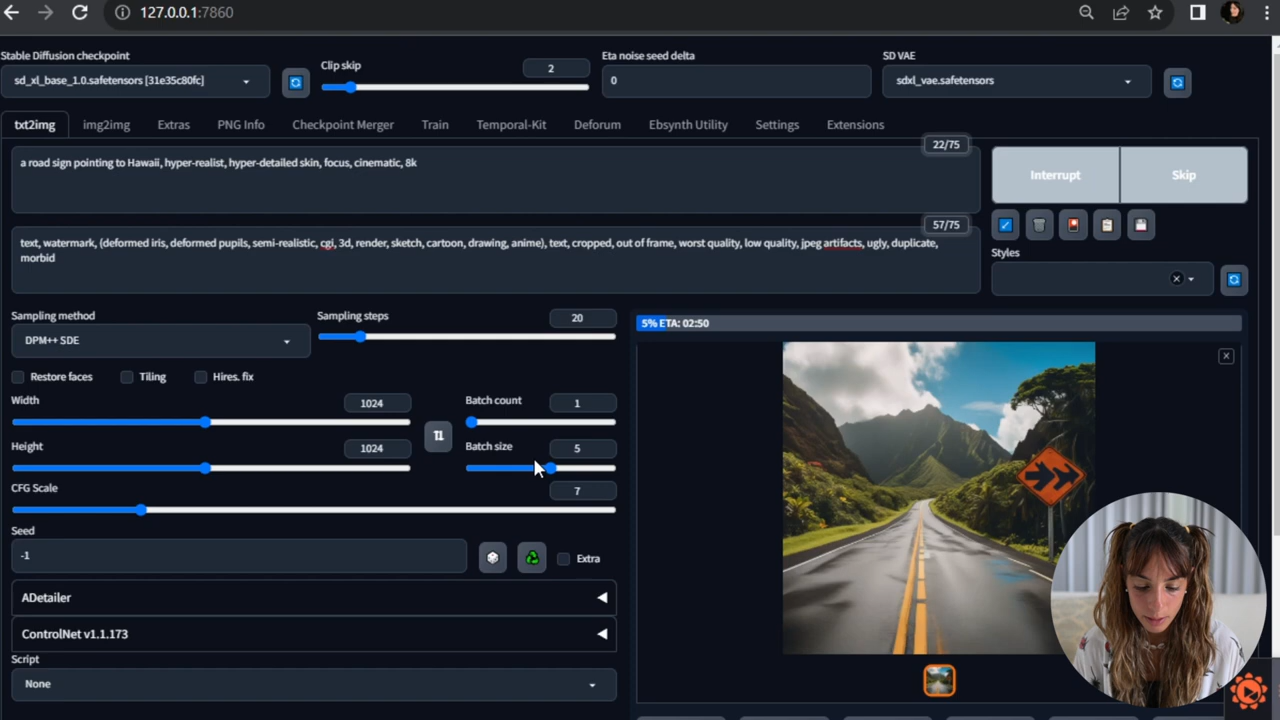 127.0.0.1:7860
Stable Diffusion checkpoint
sd_xl_base_1.0.safetensors [31e35c80fc]
Clip skip
2
Eta noise seed delta
0
SD VAE
sdxl_vae.safetensors
txt2img
img2img
Extras
PNG Info
Checkpoint Merger
Train
Temporal-Kit
Deforum
Ebsynth Utility
Settings
Extensions
22/75
a road sign pointing to Hawaii, hyper-realist, hyper-detailed skin, focus, cinematic, 8k
Interrupt
Skip
57/75
text, watermark, (deformed iris, deformed pupils, semi-realistic, cgi, 3d, render, sketch, cartoon, drawing, anime), text, cropped, out of frame, worst quality, low quality, jpeg artifacts, ugly, duplicate,
morbid
Styles
Sampling method
DPM++ SDE
Sampling steps
20
5% ETA: 02:50
Restore faces
Tiling
Hires. fix
Width
1024
Batch count
1
Height
1024
Batch size
5
CFG Scale
7
Seed
-1
Extra
ADetailer
ControlNet v1.1.173
Script
None